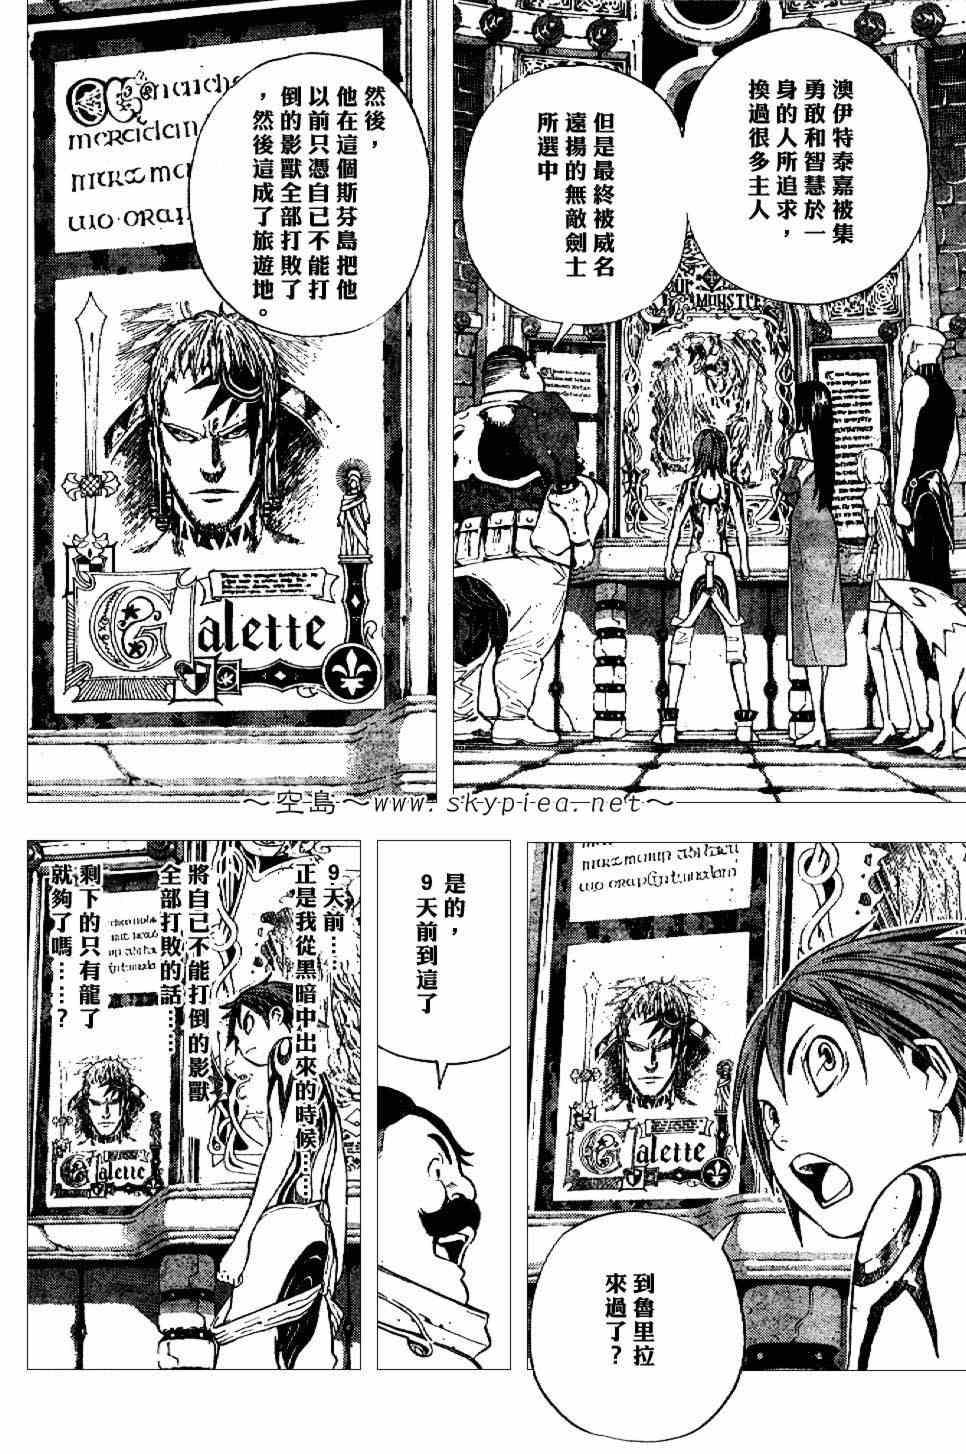 澳伊特泰嘉被集
勇敢和智慧於一
身的人所追求，
換過很多主人
但是最終被威名
遠揚的無敵劍士
所選中
MONSTE
然後，
他在這個斯芬島把他
以前只憑自己不能打
倒的影獸全部打敗了
，然後這成了旅遊地。
Galette
～空島～www.skypiea.net～
到魯里拉
來過了？
Galette
是的，
9天前到這了
9天前……
正是我從黑暗中出來的時候……
將自己不能打倒的影獸
全部打敗的話……
剩下的只有龍了
就夠了嗎……？
Galette